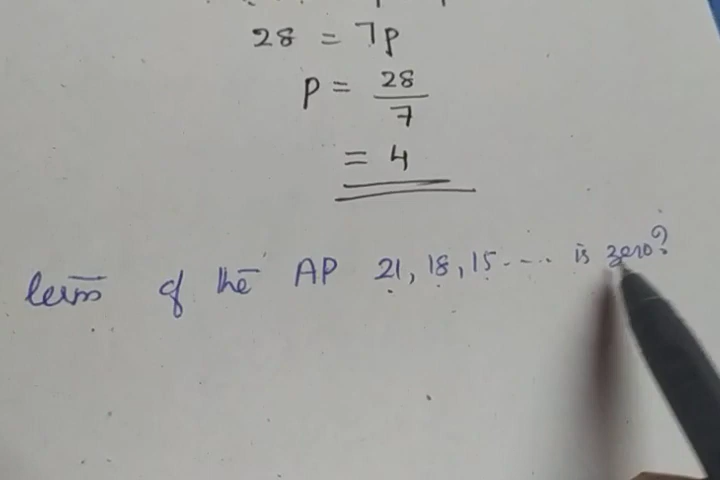 28 = 7p
p = 28/7
= 4
term of the AP 21, 18, 15 .... is zero?